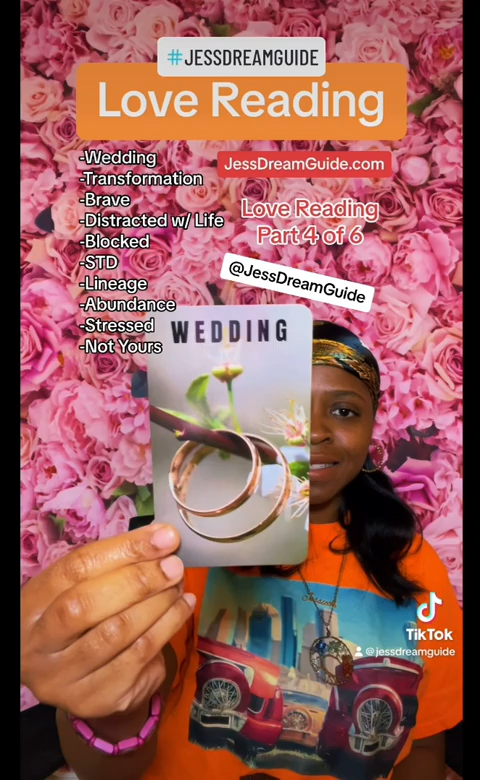 #JESSDREAMGUIDE
Love Reading
-Wedding
-Transformation
-Brave
-Distracted w/ Life
-Blocked
-STD
-Lineage
-Abundance
-Stressed
-Not Yours
JessDreamGuide.com
Love Reading
Part 4 of 6
@JessDreamGuide
WEDDING
TikTok
@jessdreamguide